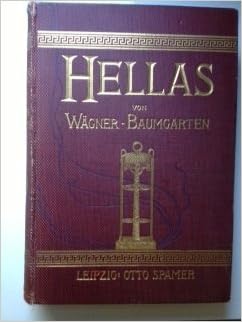 HELLAS
VON
WÄGNER-BAUMGARTEN
LEIPZIG: OTTO SPAMER